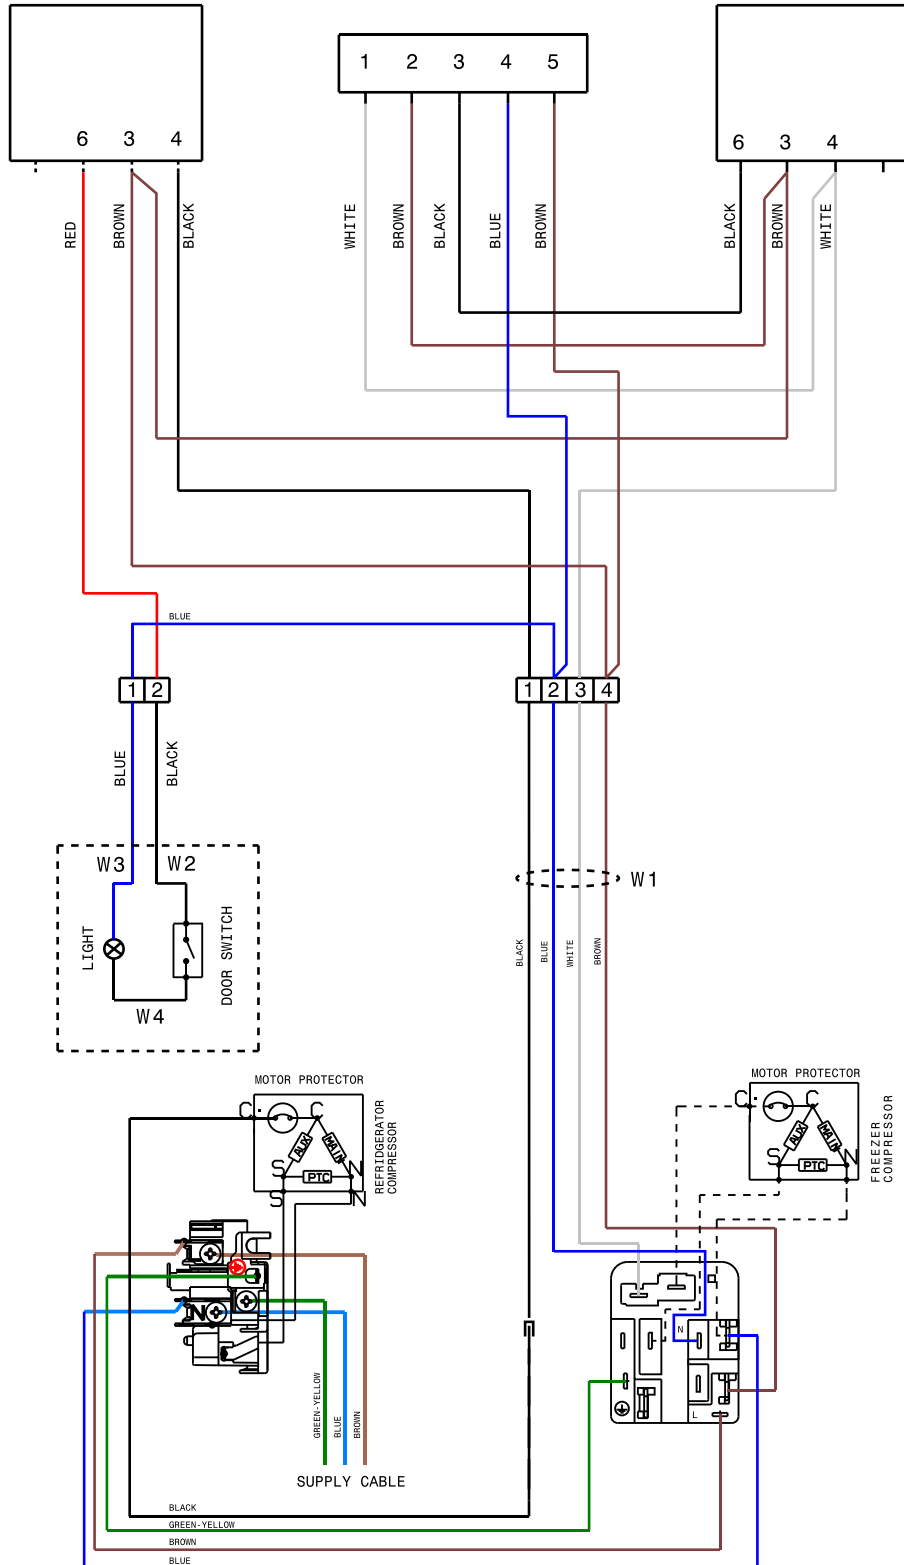 1 2 3 4 5
6 3 4
6 3 4
RED
BROWN
BLACK
WHITE
BROWN
BLACK
BLUE
BROWN
BLACK
BROWN
WHITE
BLUE
1 2
1 2 3 4
BLUE
BLACK
W3 W2
LIGHT
DOOR SWITCH
W4
W1
BLACK
BLUE
WHITE
BROWN
MOTOR PROTECTOR
C C
AUX MAIN
S PTC N
S N
REFRIDGERATOR
COMPRESSOR
MOTOR PROTECTOR
C C
AUX MAIN
S PTC N
FREEZER
COMPRESSOR
N
N
L
GREEN-YELLOW
BLUE
BROWN
SUPPLY CABLE
BLACK
GREEN-YELLOW
BROWN
BLUE